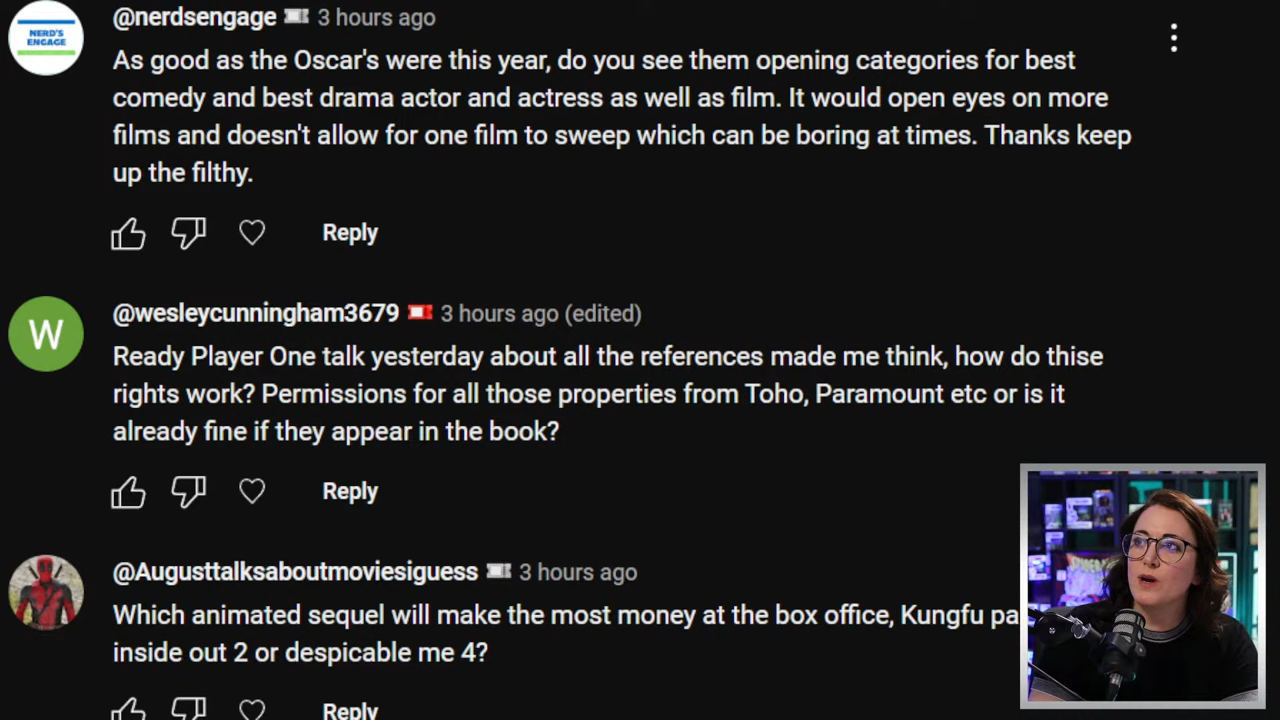 NERD'S
ENGAGE
@nerdsengage 3 hours ago
As good as the Oscar's were this year, do you see them opening categories for best
comedy and best drama actor and actress as well as film. It would open eyes on more
films and doesn't allow for one film to sweep which can be boring at times. Thanks keep
up the filthy.
Reply
W
@wesleycunningham3679 3 hours ago (edited)
Ready Player One talk yesterday about all the references made me think, how do thise
rights work? Permissions for all those properties from Toho, Paramount etc or is it
already fine if they appear in the book?
Reply
@Augusttalksaboutmoviesiguess 3 hours ago
Which animated sequel will make the most money at the box office, Kungfu pa
inside out 2 or despicable me 4?
Reply